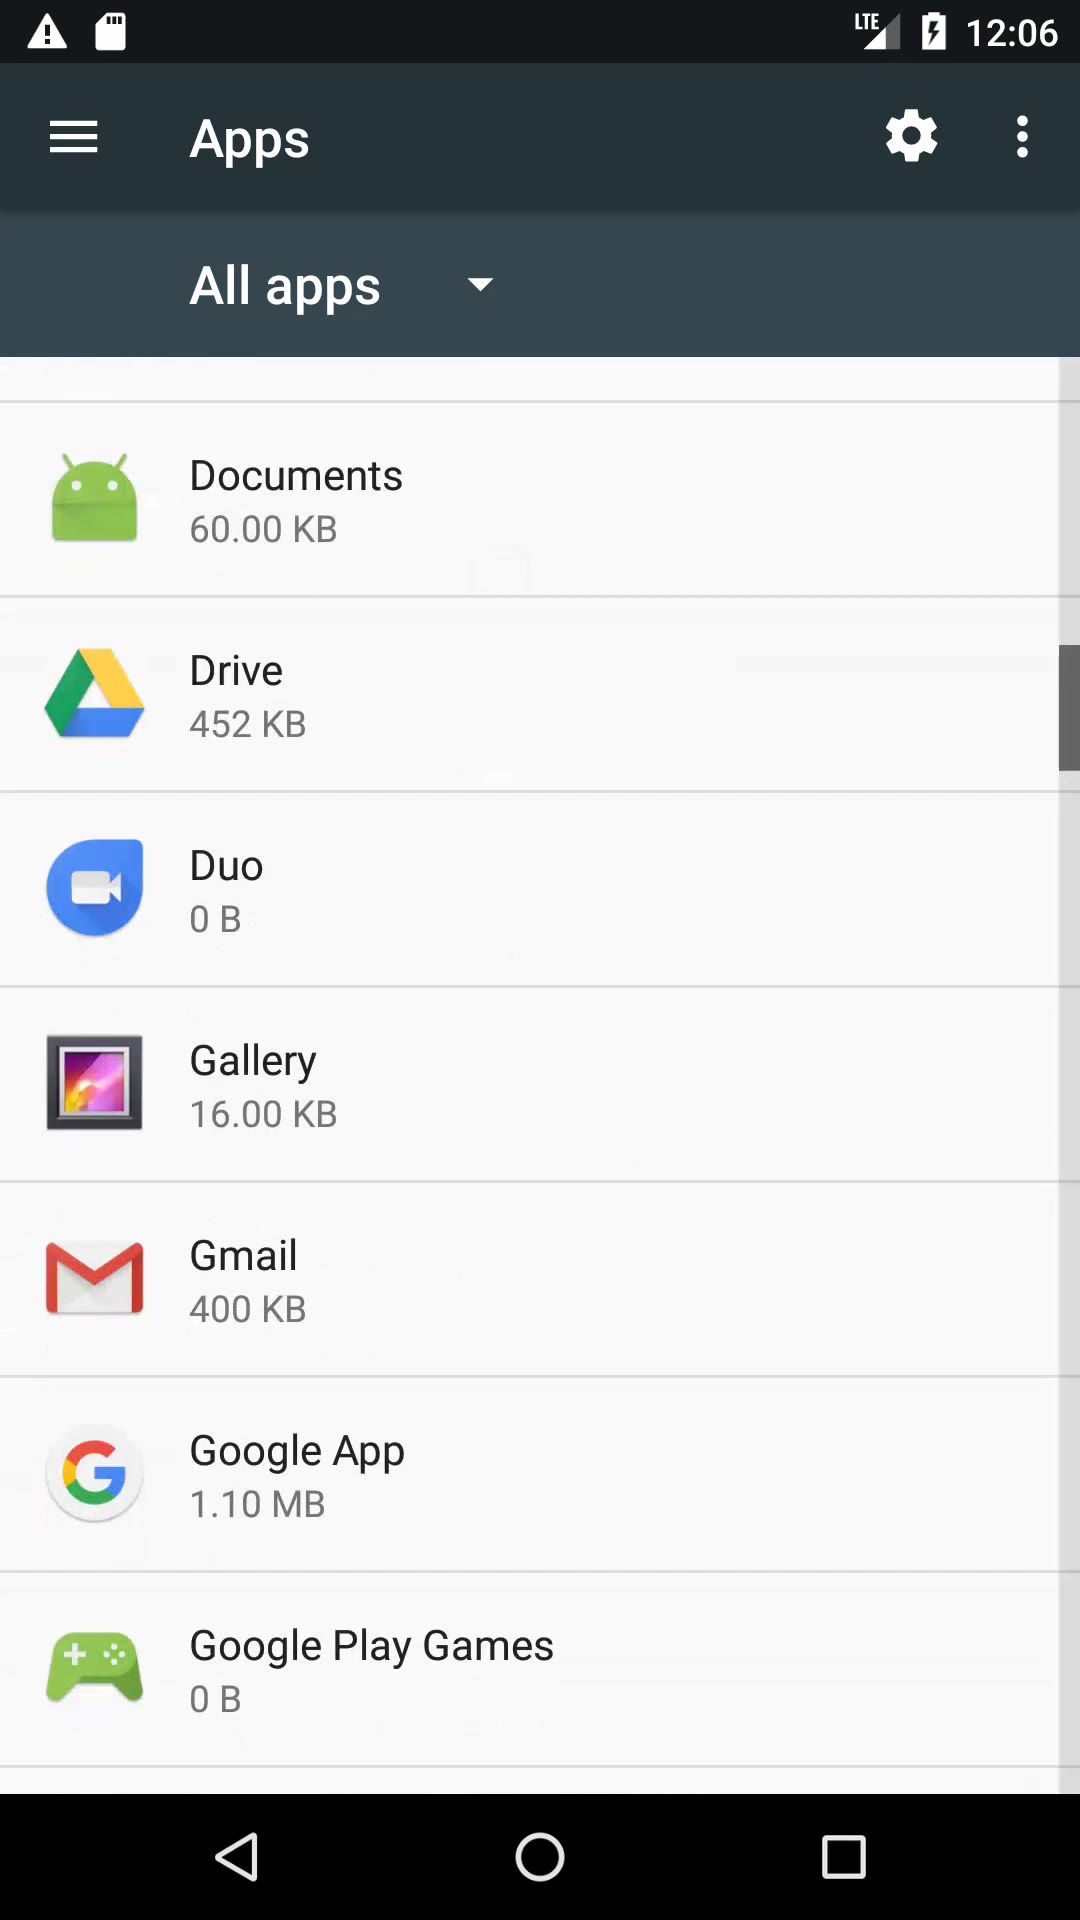 LTE 12:06
Apps
All apps
Documents
60.00 KB
Drive
452 KB
Duo
0 B
Gallery
16.00 KB
Gmail
400 KB
Google App
1.10 MB
Google Play Games
0 B